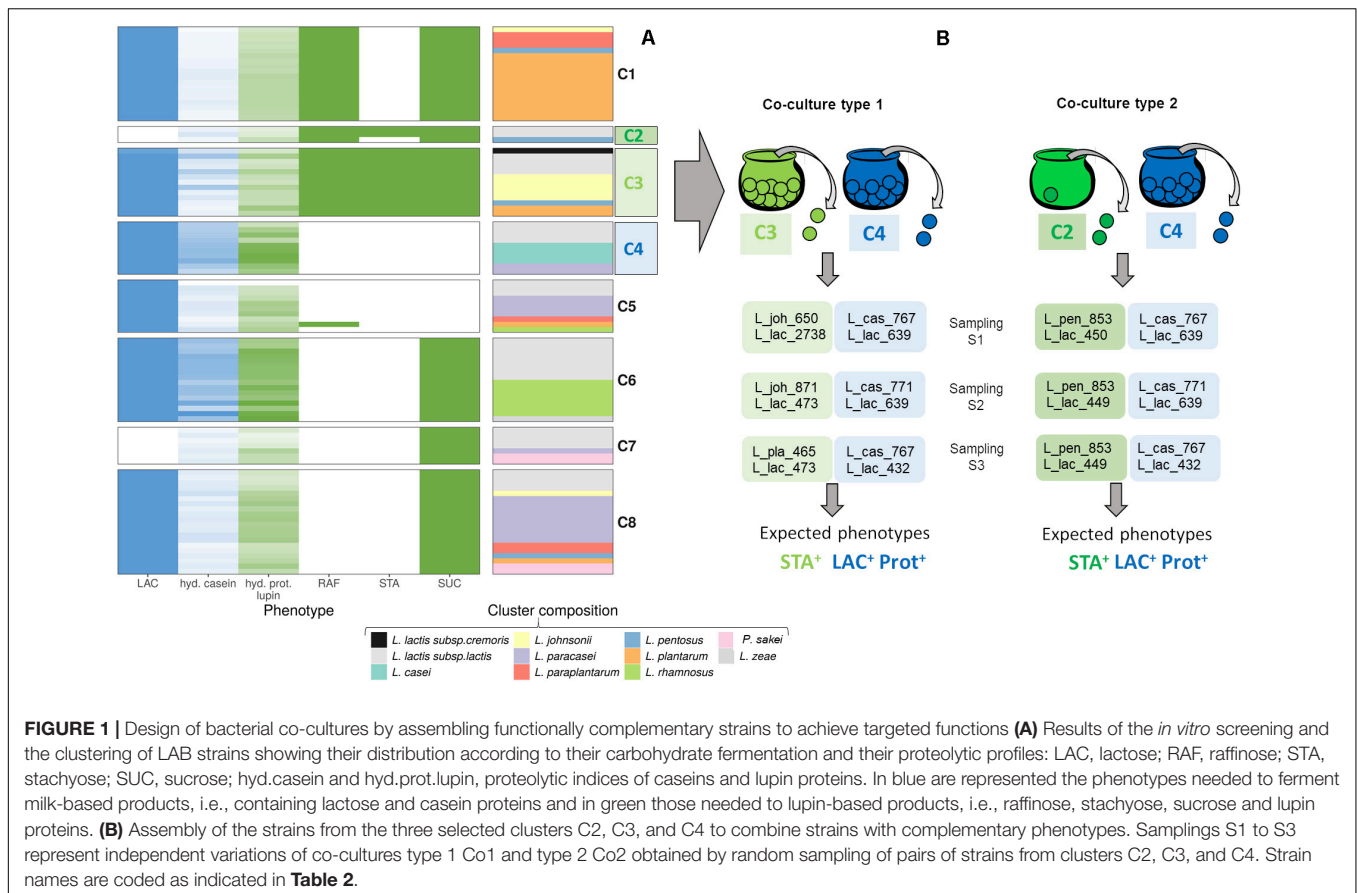 A
B
C1
C2
C3
C4
C5
C6
C7
C8
LAC
hyd. casein
hyd. prot.
lupin
RAF
STA
SUC
Phenotype
Cluster composition
L. lactis subsp.cremoris
L. johnsonii
L. pentosus
P. sakei
L. lactis subsp.lactis
L. paracasei
L. plantarum
L. zeae
L. casei
L. paraplantarum
L. rhamnosus
Co-culture type 1
Co-culture type 2
C3
C4
C2
C4
L_joh_650
L_lac_2738
L_cas_767
L_lac_639
Sampling
S1
L_pen_853
L_lac_450
L_cas_767
L_lac_639
L_joh_871
L_lac_473
L_cas_771
L_lac_639
Sampling
S2
L_pen_853
L_lac_449
L_cas_771
L_lac_639
L_pla_465
L_lac_473
L_cas_767
L_lac_432
Sampling
S3
L_pen_853
L_lac_449
L_cas_767
L_lac_432
Expected phenotypes
STA+ LAC+ Prot+
Expected phenotypes
STA+ LAC+ Prot+
FIGURE 1 | Design of bacterial co-cultures by assembling functionally complementary strains to achieve targeted functions (A) Results of the in vitro screening and
the clustering of LAB strains showing their distribution according to their carbohydrate fermentation and their proteolytic profiles: LAC, lactose; RAF, raffinose; STA,
stachyose; SUC, sucrose; hyd.casein and hyd.prot.lupin, proteolytic indices of caseins and lupin proteins. In blue are represented the phenotypes needed to ferment
milk-based products, i.e., containing lactose and casein proteins and in green those needed to lupin-based products, i.e., raffinose, stachyose, sucrose and lupin
proteins. (B) Assembly of the strains from the three selected clusters C2, C3, and C4 to combine strains with complementary phenotypes. Samplings S1 to S3
represent independent variations of co-cultures type 1 Co1 and type 2 Co2 obtained by random sampling of pairs of strains from clusters C2, C3, and C4. Strain
names are coded as indicated in Table 2.